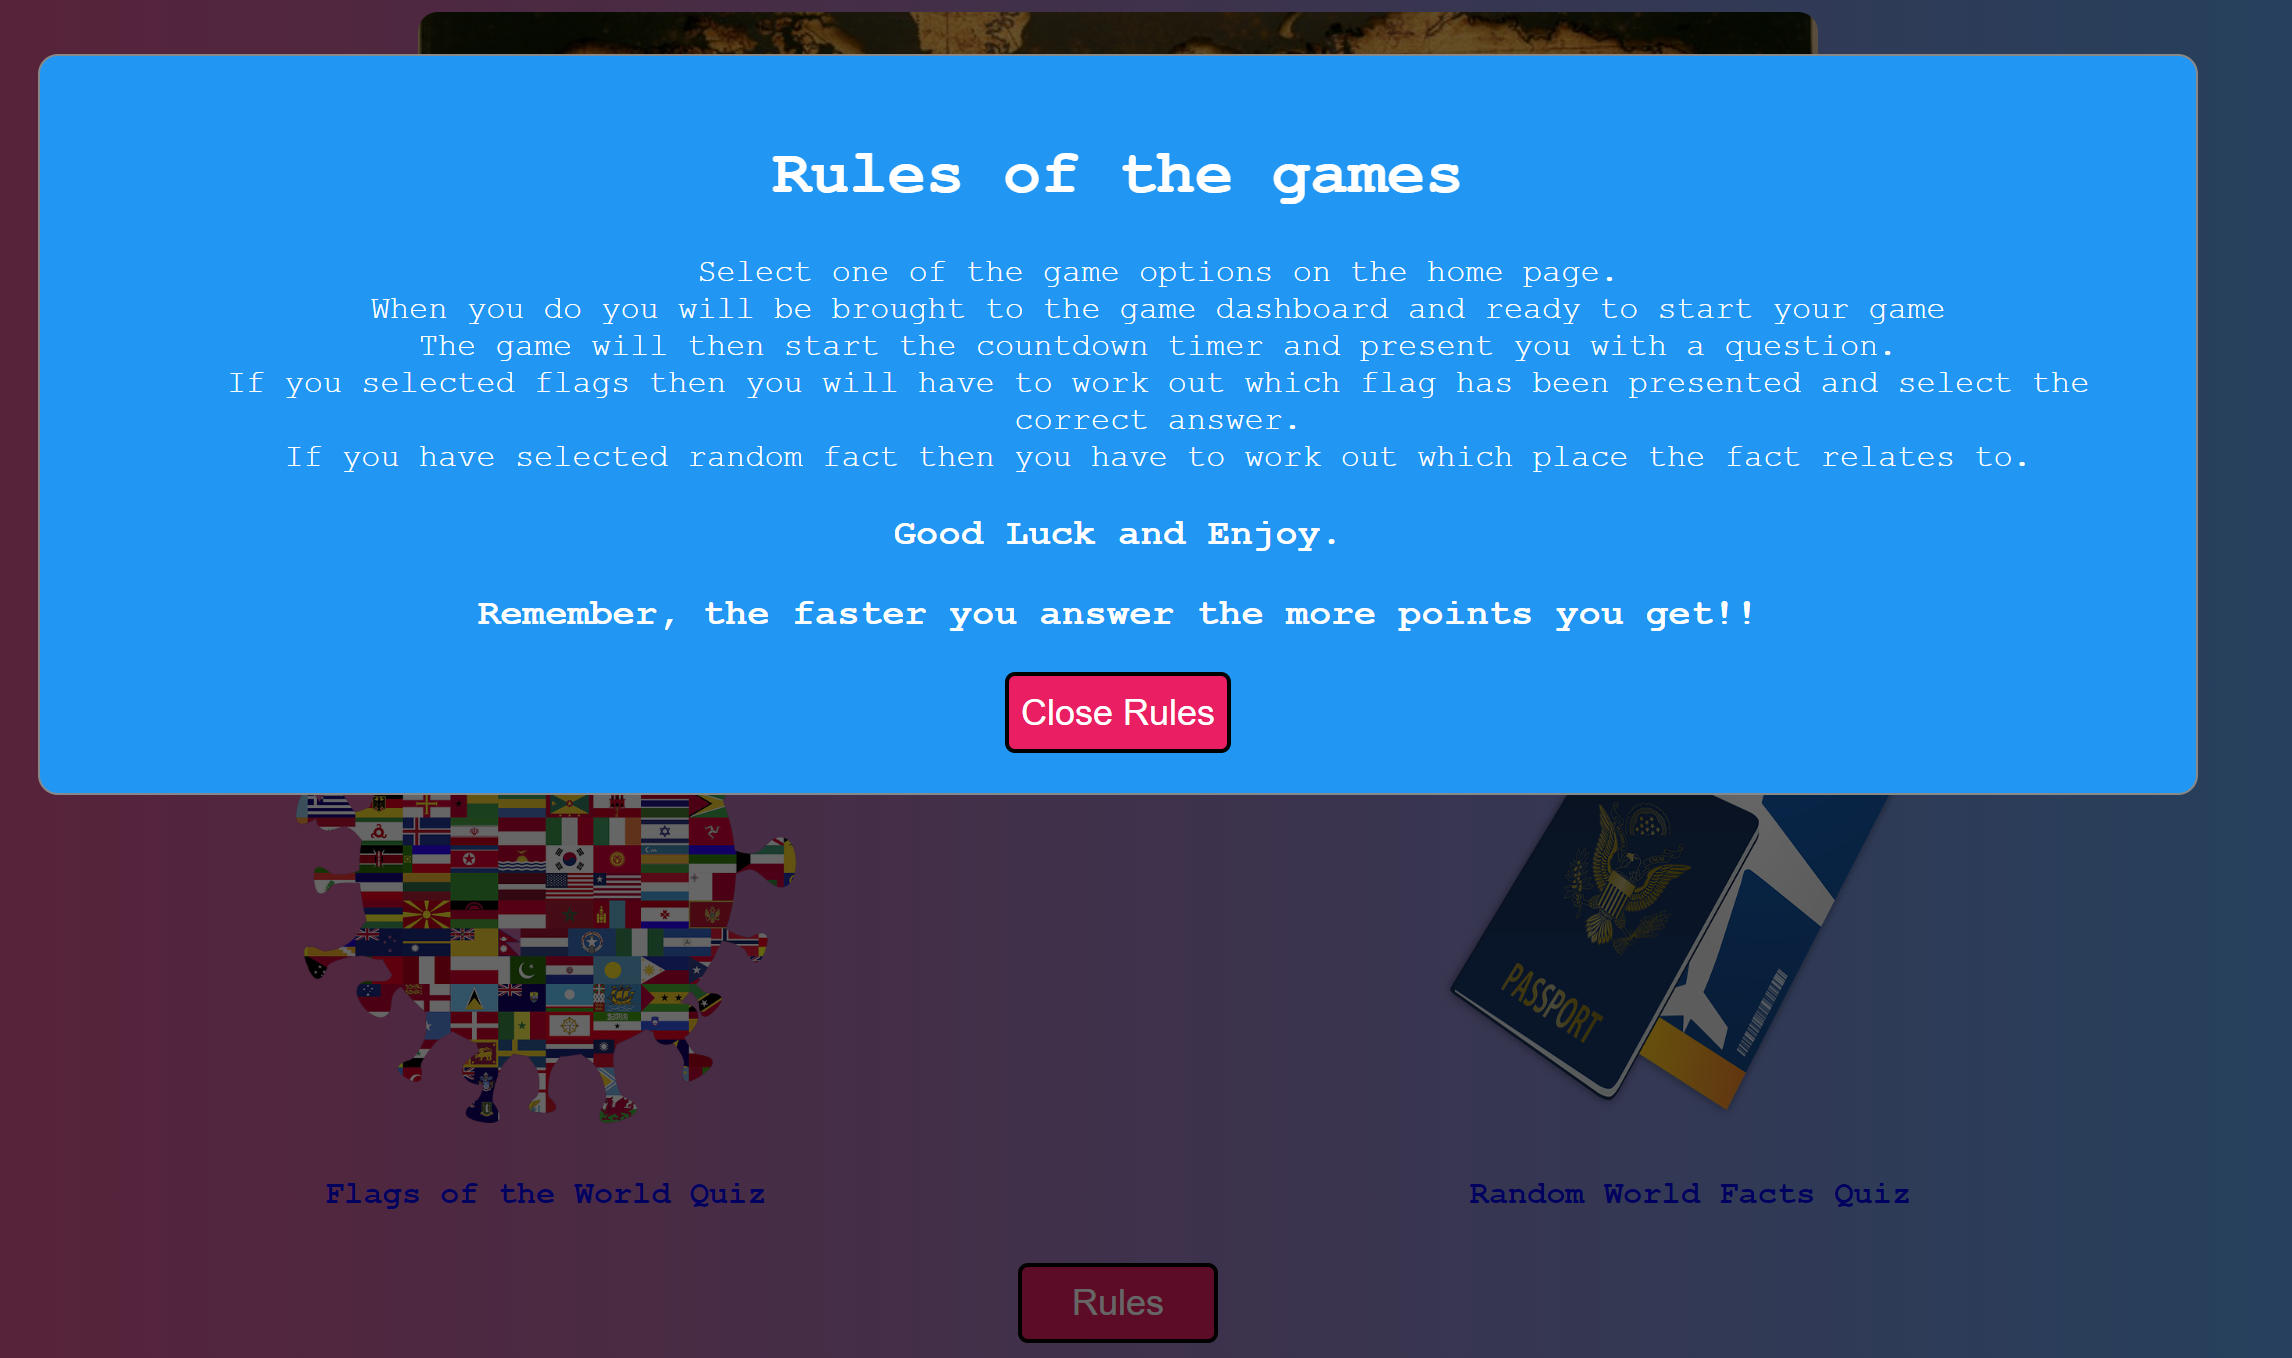 Rules of the games
Select one of the game options on the home page.
When you do you will be brought to the game dashboard and ready to start your game
The game will then start the countdown timer and present you with a question.
If you selected flags then you will have to work out which flag has been presented and select the
correct answer.
If you have selected random fact then you have to work out which place the fact relates to.
Good Luck and Enjoy.
Remember, the faster you answer the more points you get!!
Close Rules
PASSPORT
Flags of the World Quiz
Random World Facts Quiz
Rules